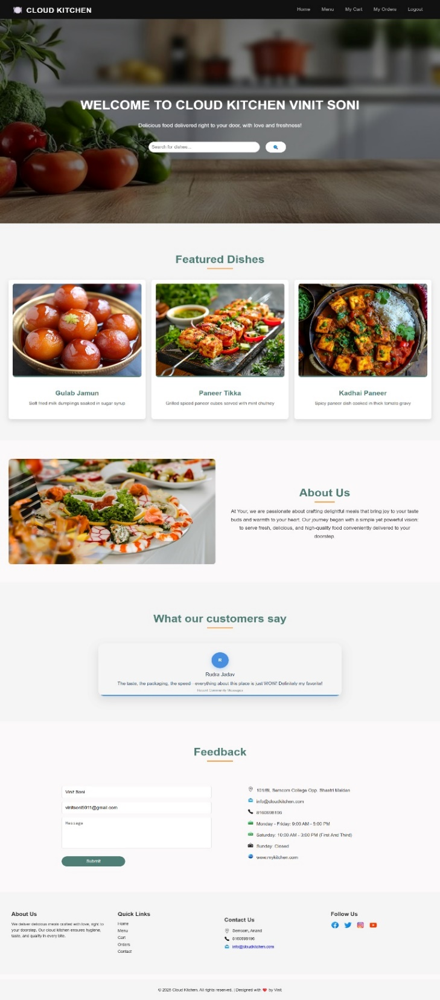 CLOUD KITCHEN
Home Menu My Cart My Orders Logout
WELCOME TO CLOUD KITCHEN VINIT SONI
Delicious food delivered right to your door, with love and freshness!
Search for dishes...
Featured Dishes
Gulab Jamun
Soft fried milk dumplings soaked in sugar syrup
Paneer Tikka
Grilled spiced paneer cubes served with mint chutney
Kadhai Paneer
Spicy paneer dish cooked in thick tomato gravy
About Us
At Your, we are passionate about crafting delightful meals that bring joy to your taste
buds and warmth to your heart. Our journey began with a simple yet powerful vision:
to serve fresh, delicious, and high-quality food conveniently delivered to your
doorstep.
What our customers say
R
Rudra Jadav
The taste, the packaging, the speed—everything about this place is just WOW! Definitely my favorite!
Recent Community Messages
Feedback
Vinit Soni
vinitsoni5911@gmail.com
Message
Submit
101/BL Semcom College Opp. Shastri Maidan
info@cloudkitchen.com
8160698196
Monday - Friday: 9:00 AM - 5:00 PM
Saturday: 10:00 AM - 3:00 PM (First And Third)
Sunday: Closed
www.mykitchen.com
About Us
We deliver delicious meals crafted with love, right to
your doorstep. Our cloud kitchen ensures hygiene,
taste, and quality in every bite.
Quick Links
Home
Menu
Cart
Orders
Contact
Contact Us
Semcom, Anand
8160698196
info@cloudkitchen.com
Follow Us
© 2025 Cloud Kitchen. All rights reserved. | Designed with ❤️ by Vinit